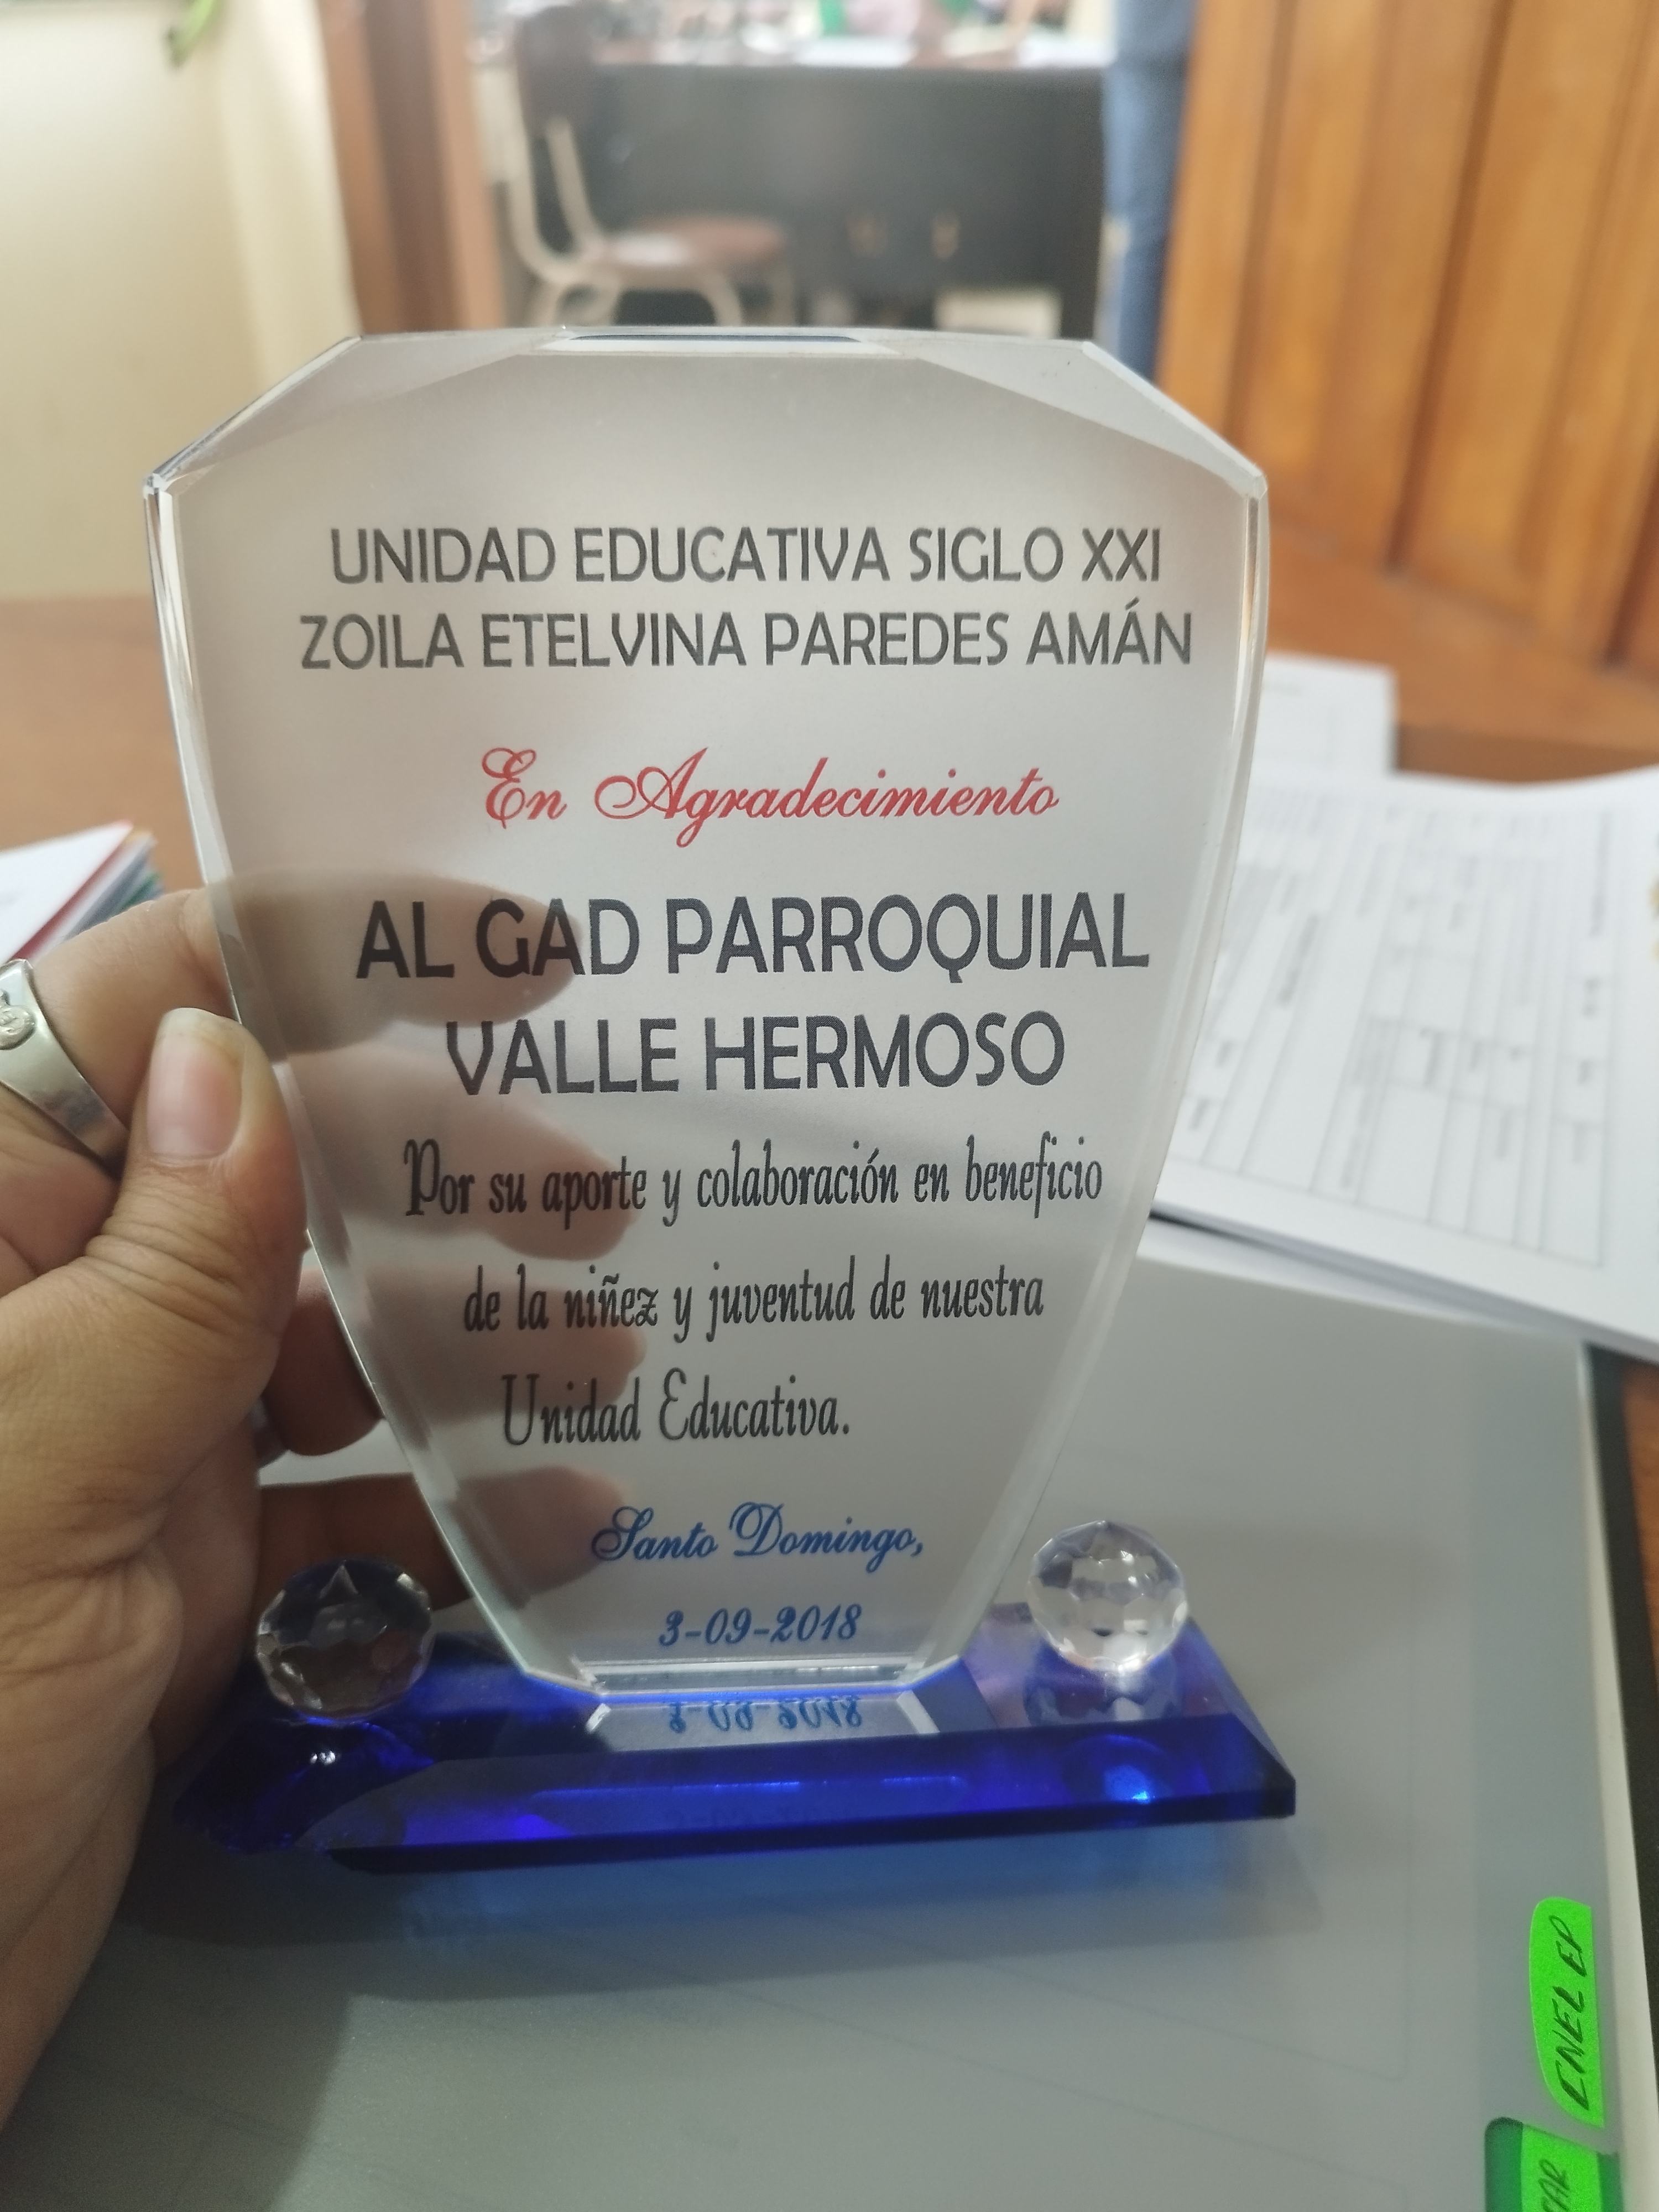 UNIDAD EDUCATIVA SIGLO XXI
ZOILA ETELVINA PAREDES AMÁN
En Agradecimiento
AL GAD PARROQUIAL
VALLE HERMOSO
Por su aporte y colaboración en beneficio
de la niñez y juventud de nuestra
Unidad Educativa.
Santo Domingo,
3-09-2018
CNEL EP